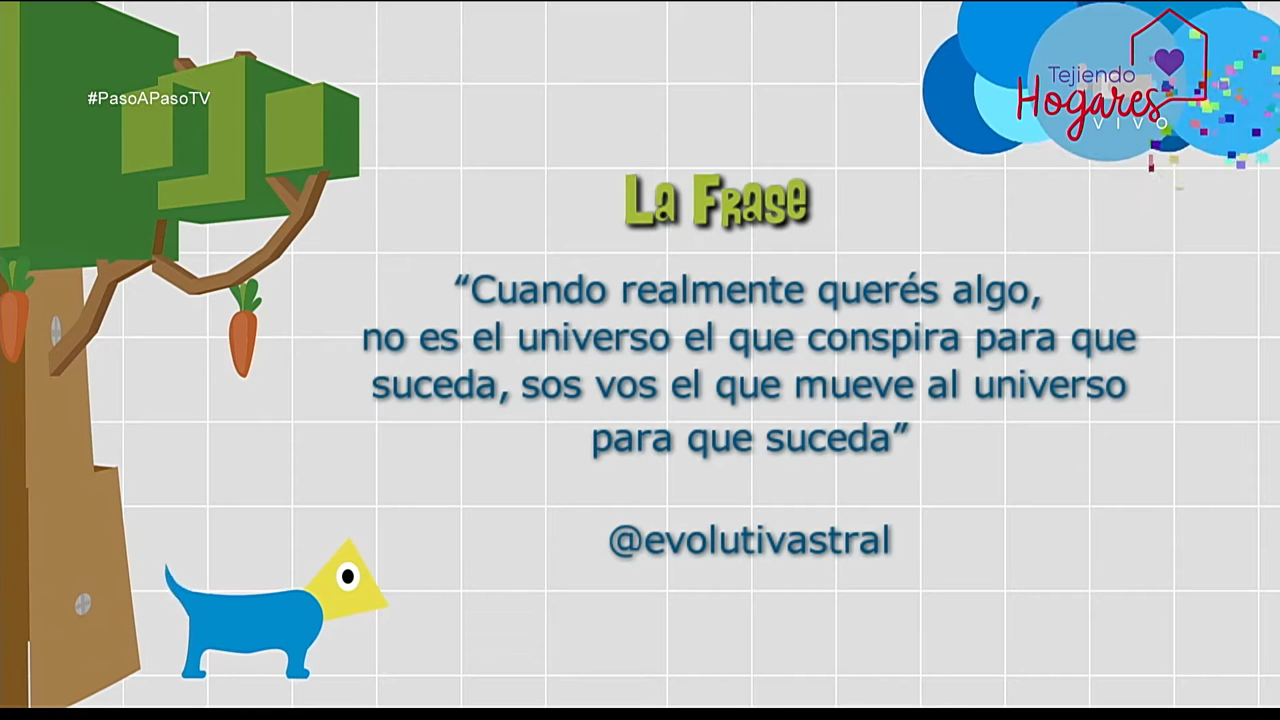 #PasoAPasoTV
Tejiendo
Hogares
VIVO
La Frase
“Cuando realmente querés algo,
no es el universo el que conspira para que
suceda, sos vos el que mueve al universo
para que suceda”
@evolutivastral